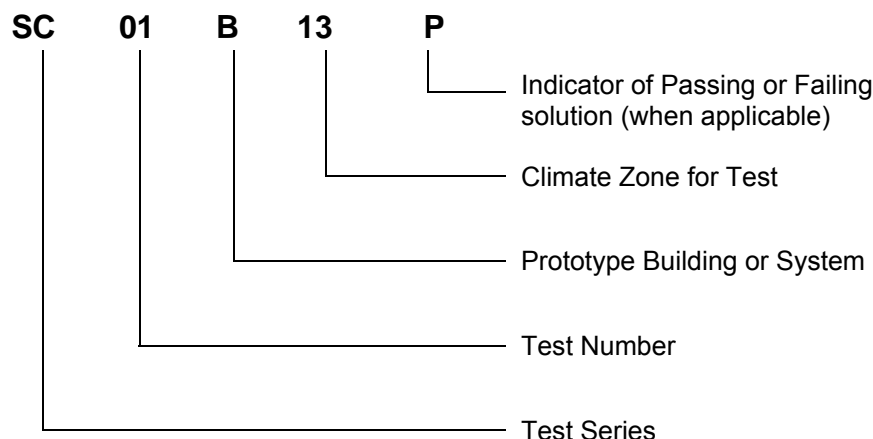 SC 01 B 13 P
Indicator of Passing or Failing
solution (when applicable)
Climate Zone for Test
Prototype Building or System
Test Number
Test Series